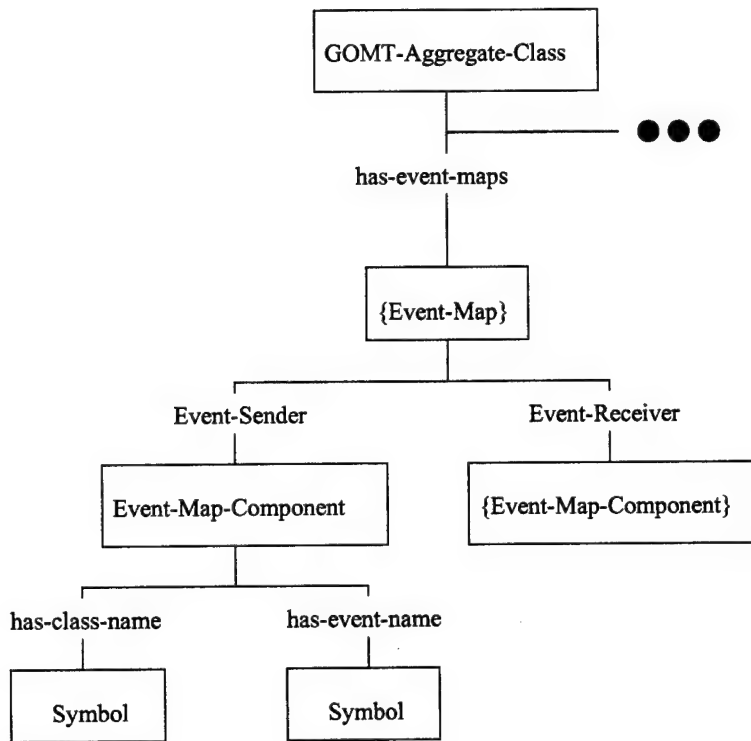 GOMT-Aggregate-Class
has-event-maps
{Event-Map}
Event-Sender
Event-Receiver
Event-Map-Component
{Event-Map-Component}
has-class-name
has-event-name
Symbol
Symbol